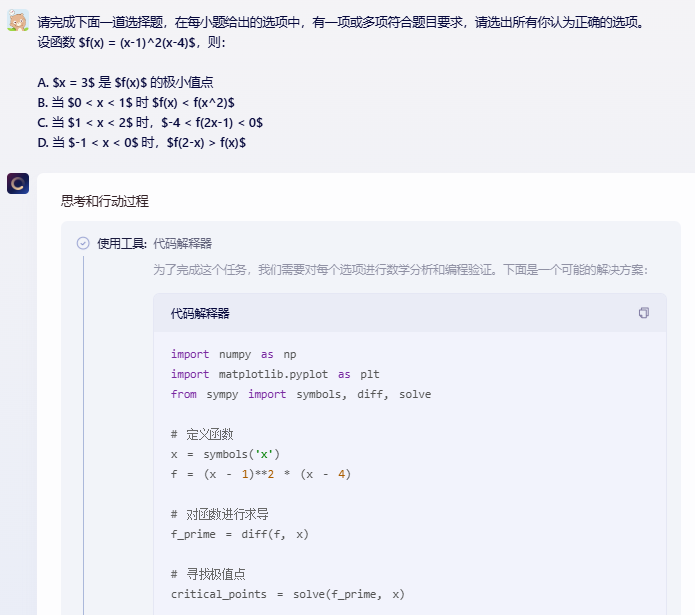 请完成下面一道选择题，在每小题给出的选项中，有一项或多项符合题目要求，请选出所有你认为正确的选项。
设函数 $f(x) = (x-1)^2(x-4)$，则：
A. $x = 3$ 是 $f(x)$ 的极小值点
B. 当 $0 < x < 1$ 时 $f(x) < f(x^2)$
C. 当 $1 < x < 2$ 时，$-4 < f(2x-1) < 0$
D. 当 $-1 < x < 0$ 时，$f(2-x) > f(x)$
思考和行动过程
使用工具: 代码解释器
为了完成这个任务，我们需要对每个选项进行数学分析和编程验证。下面是一个可能的解决方案：
代码解释器
import numpy as np
import matplotlib.pyplot as plt
from sympy import symbols, diff, solve
# 定义函数
x = symbols('x')
f = (x - 1)**2 * (x - 4)
# 对函数进行求导
f_prime = diff(f, x)
# 寻找极值点
critical_points = solve(f_prime, x)